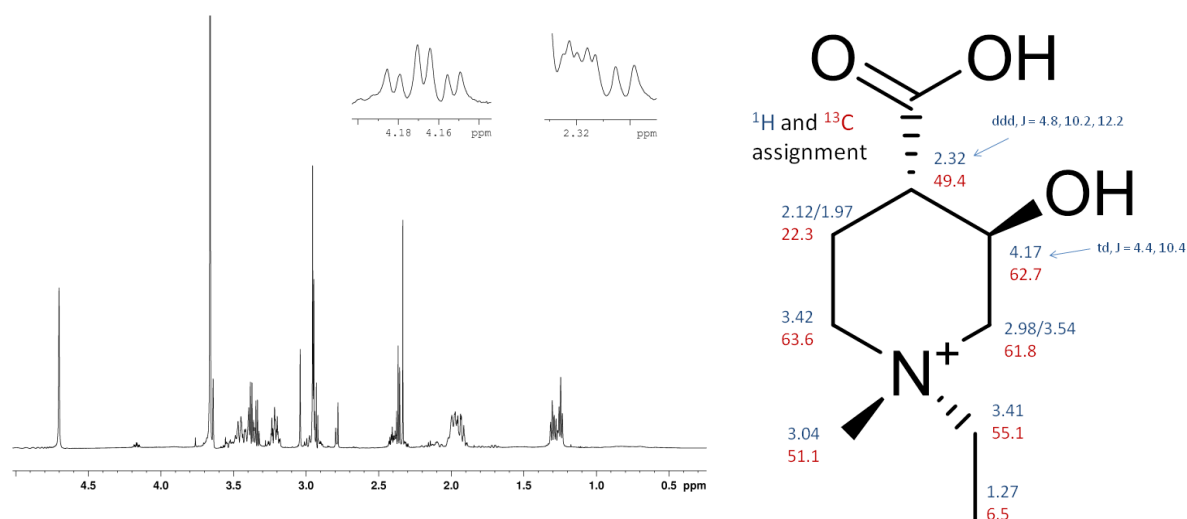 4.18 4.16 ppm
2.32 ppm
4.5 4.0 3.5 3.0 2.5 2.0 1.5 1.0 0.5 ppm
O OH
¹H and ¹³C
assignment
ddd, J = 4.8, 10.2, 12.2
2.32
49.4
OH
2.12/1.97
22.3
4.17
62.7
td, J = 4.4, 10.4
3.42
63.6
2.98/3.54
61.8
N+
3.41
55.1
3.04
51.1
1.27
6.5